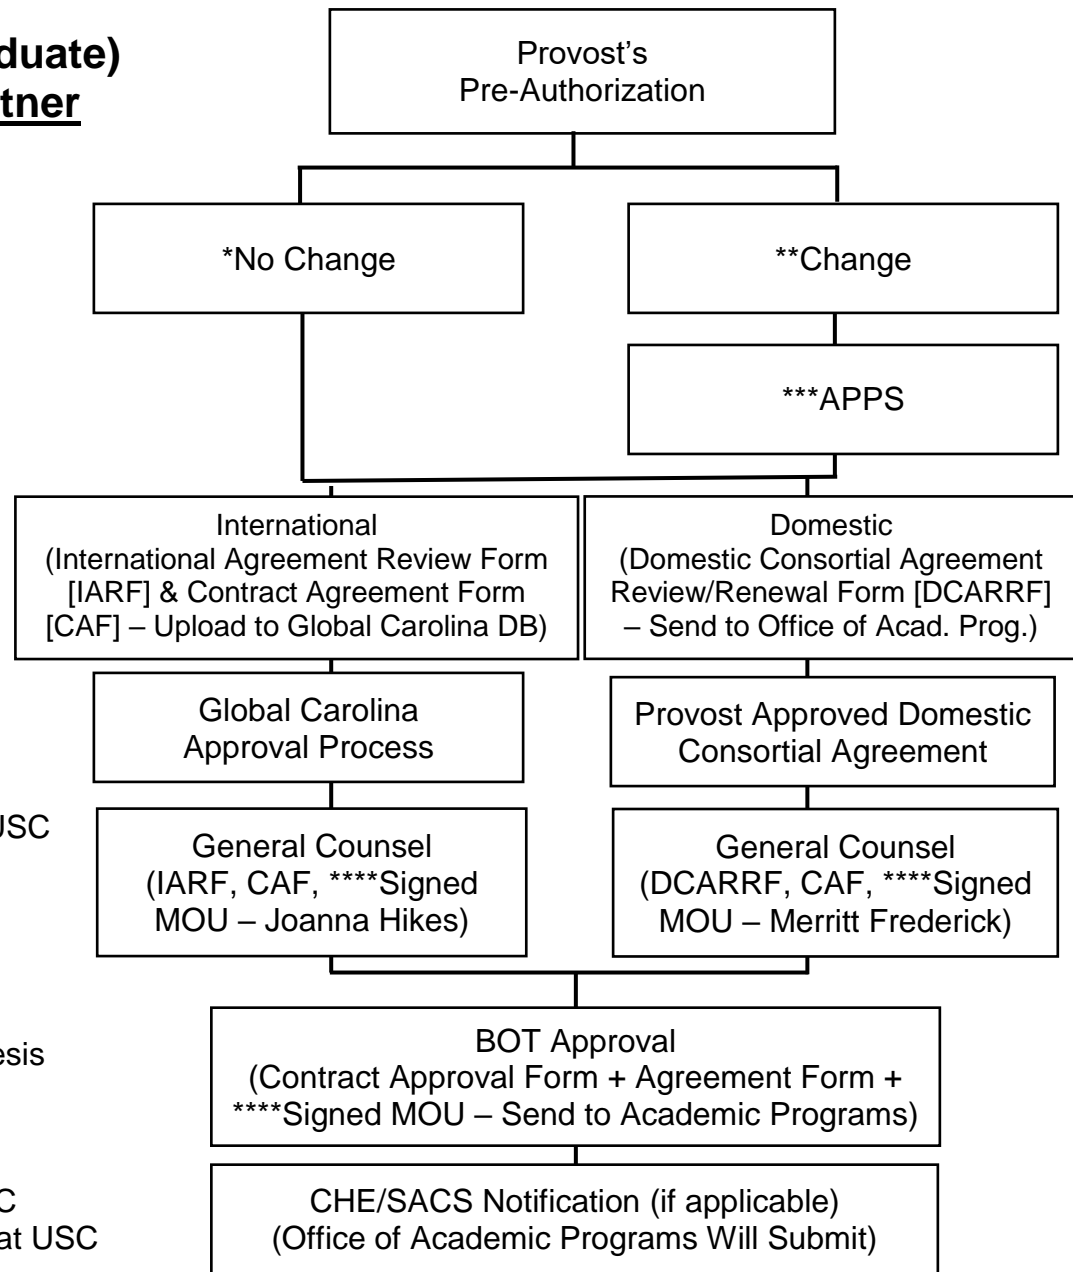 duate)
tner
Provost's
Pre-Authorization
*No Change
**Change
***APPS
International
(International Agreement Review Form
[IARF] & Contract Agreement Form
[CAF] – Upload to Global Carolina DB)
Domestic
(Domestic Consortial Agreement
Review/Renewal Form [DCARRF]
– Send to Office of Acad. Prog.)
Global Carolina
Approval Process
Provost Approved Domestic
Consortial Agreement
USC
General Counsel
(IARF, CAF, ****Signed
MOU – Joanna Hikes)
General Counsel
(DCARRF, CAF, ****Signed
MOU – Merritt Frederick)
esis
BOT Approval
(Contract Approval Form + Agreement Form +
****Signed MOU – Send to Academic Programs)
C
at USC
CHE/SACS Notification (if applicable)
(Office of Academic Programs Will Submit)